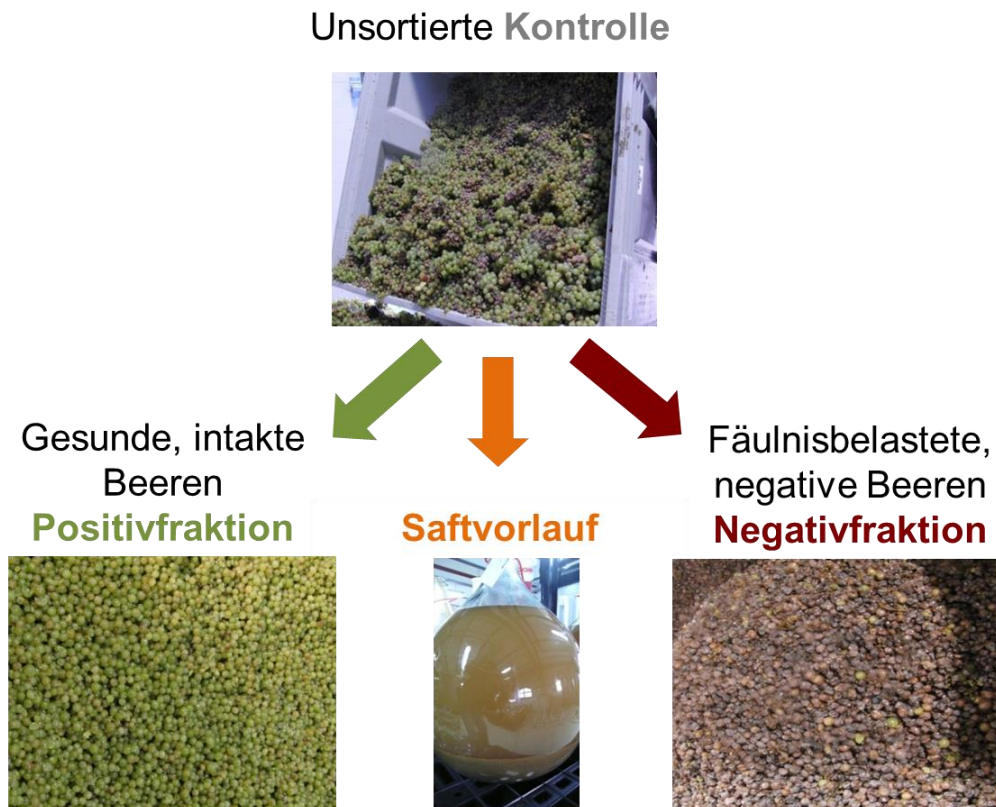 Unsortierte Kontrolle
Gesunde, intakte
Beeren
Positivfraktion
Saftvorlauf
Fäulnisbelastete,
negative Beeren
Negativfraktion